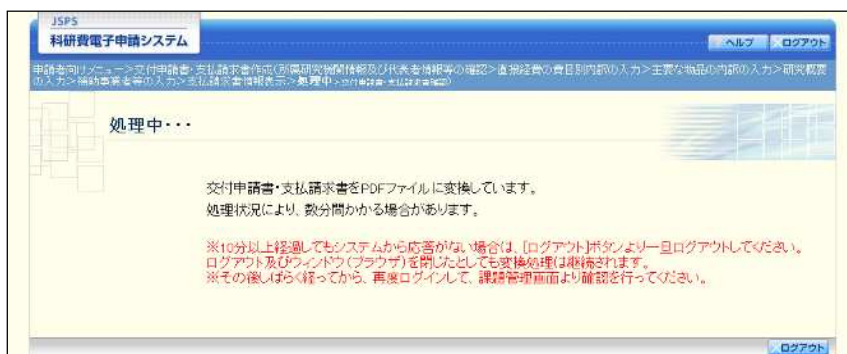 JSPS
科研費電子申請システム
ヘルプ
ログアウト
申請者向けメニュー>交付申請書・支払請求書作成(所属研究機関情報及び代表者情報等の確認>直接経費の費目別内訳の入力>主要な物品の内訳の入力>研究概要
の入力>補助事業者等の入力>支払請求書情報表示>処理中>交付申請書・支払請求書確認)
処理中・・・
交付申請書・支払請求書をPDFファイルに変換しています。
処理状況により、数分間かかる場合があります。
※10分以上経過してもシステムから応答がない場合は、[ログアウト]ボタンより一旦ログアウトしてください。
ログアウト及びウィンドウ(ブラウザ)を閉じたとしても変換処理は継続されます。
※その後しばらく経ってから、再度ログインして、課題管理画面より確認を行ってください。
ログアウト